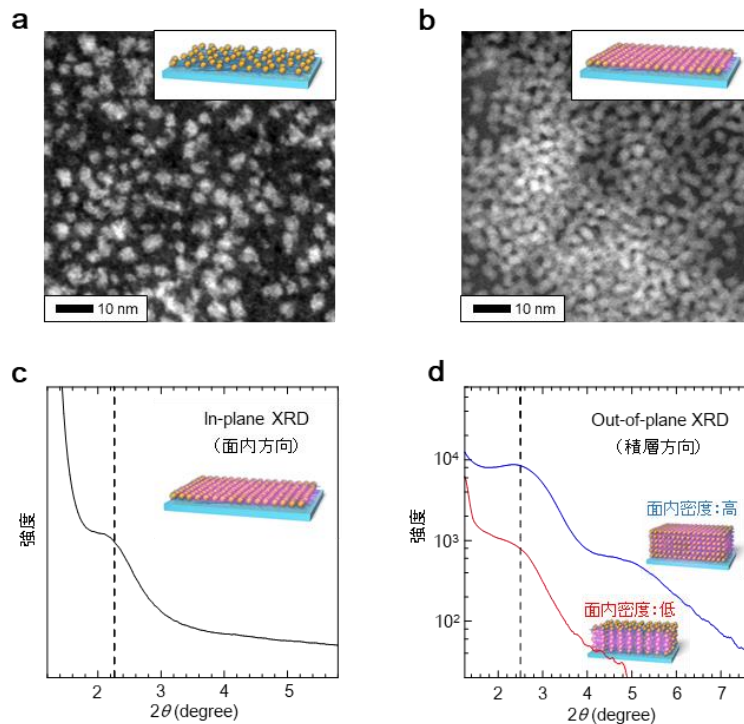 a
b
10 nm
10 nm
c
In-plane XRD
(面内方向)
強度
2
3
4
5
2θ (degree)
d
Out-of-plane XRD
(積層方向)
面内密度:高
面内密度:低
強度
10⁴
10³
10²
2
3
4
5
6
7
2θ (degree)